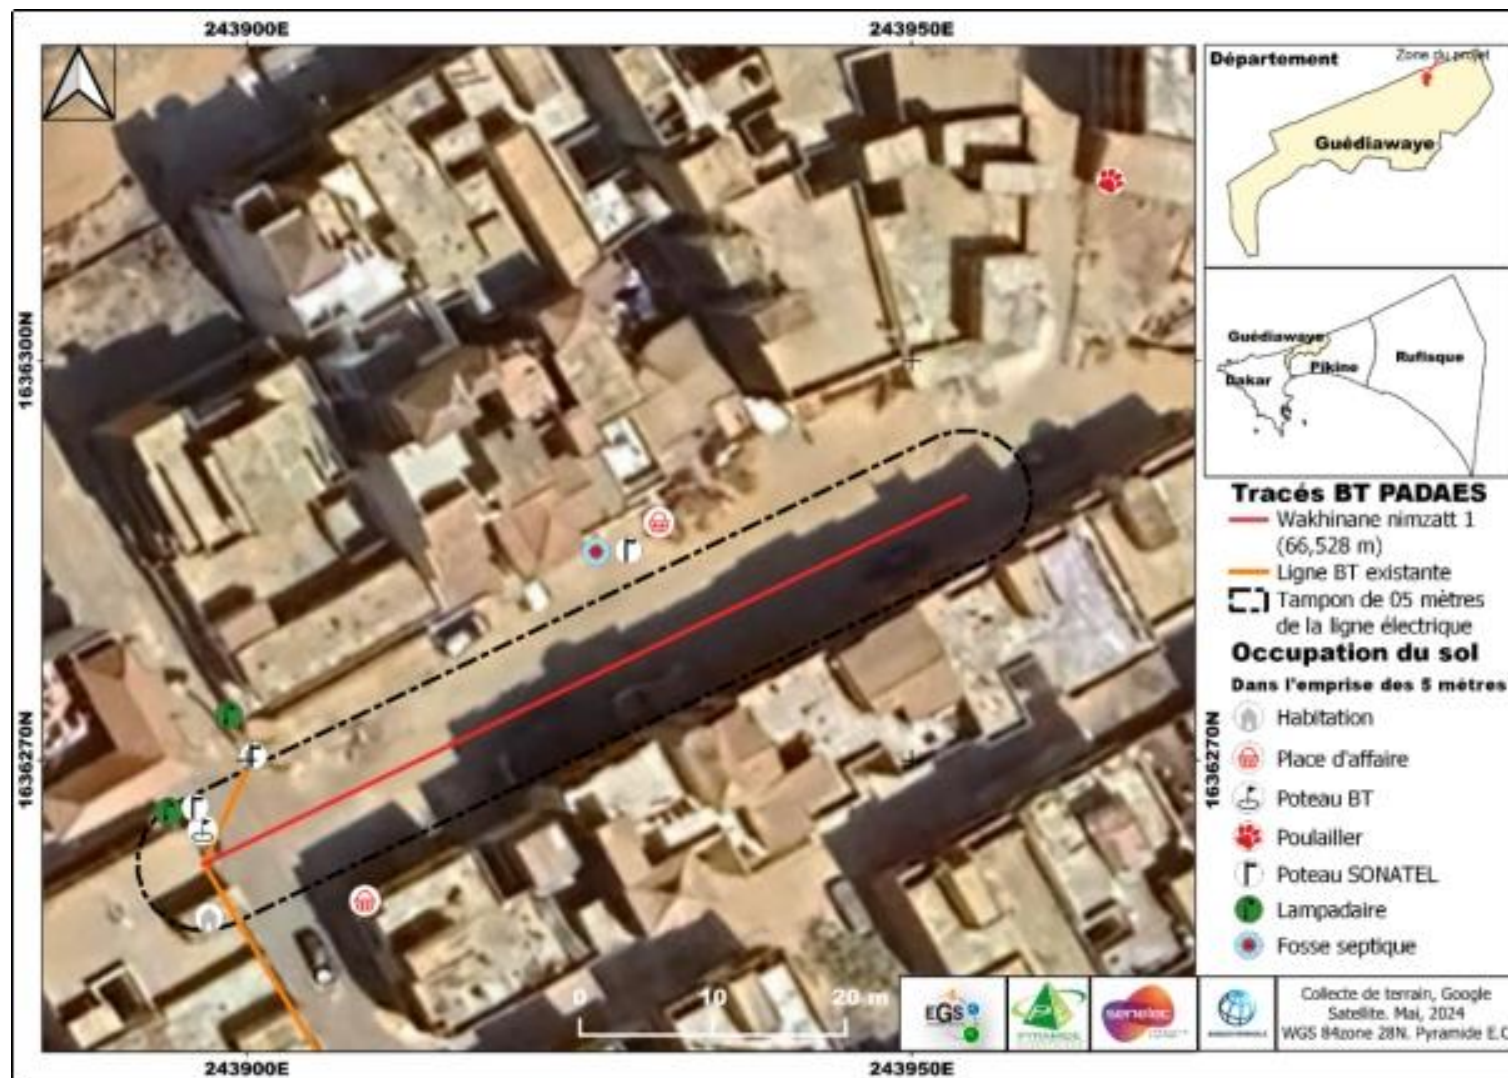 243900E
243950E
1636300N
1636270N
0 10 20 m
243900E
243950E
1636270N
Département
Zone du projet
Guédiawaye
Guédiawaye
Rufisque
Pikine
Dakar
Tracés BT PADAES
Wakhinane nimzatt 1
(66,528 m)
Ligne BT existante
Tampon de 05 mètres
de la ligne électrique
Occupation du sol
Dans l'emprise des 5 mètres
Habitation
Place d'affaire
Poteau BT
Poulailler
Poteau SONATEL
Lampadaire
Fosse septique
EGS
senelec
Collecte de terrain, Google
Satellite. Mai, 2024
WGS 84zone 28N. Pyramide E.C